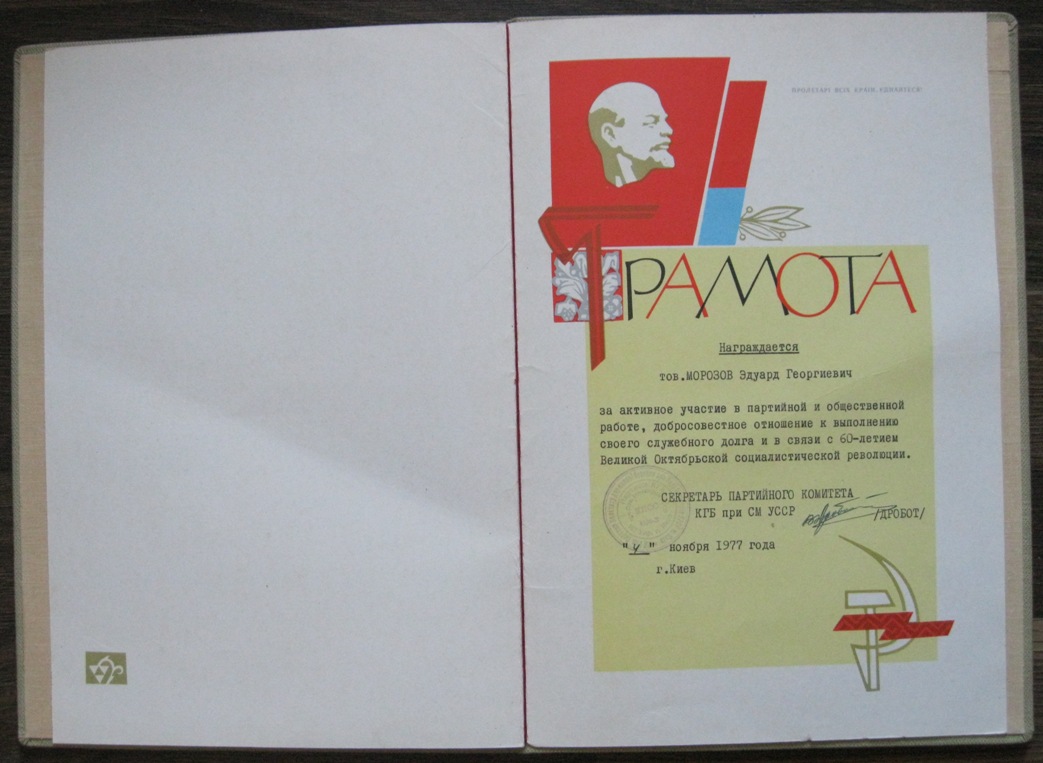 ПРОЛЕТАРІ ВСІХ КРАЇН, ЄДНАЙТЕСЯ!
ГРАМОТА
Награждается
тов.МОРОЗОВ Эдуард Георгиевич
за активное участие в партийной и общественной
работе, добросовестное отношение к выполнению
своего служебного долга и в связи с 60-летием
Великой Октябрьской социалистической революции.
СЕКРЕТАРЬ ПАРТИЙНОГО КОМИТЕТА
КГБ при СМ УССР /ДРОБОТ/
"4" ноября 1977 года
г.Киев